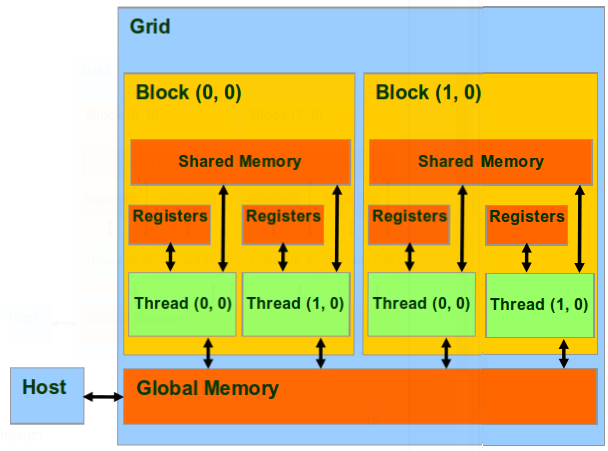 Grid
Block (0, 0)
Block (1, 0)
Shared Memory
Shared Memory
Registers
Registers
Registers
Registers
Thread (0, 0)
Thread (1, 0)
Thread (0, 0)
Thread (1, 0)
Host
Global Memory